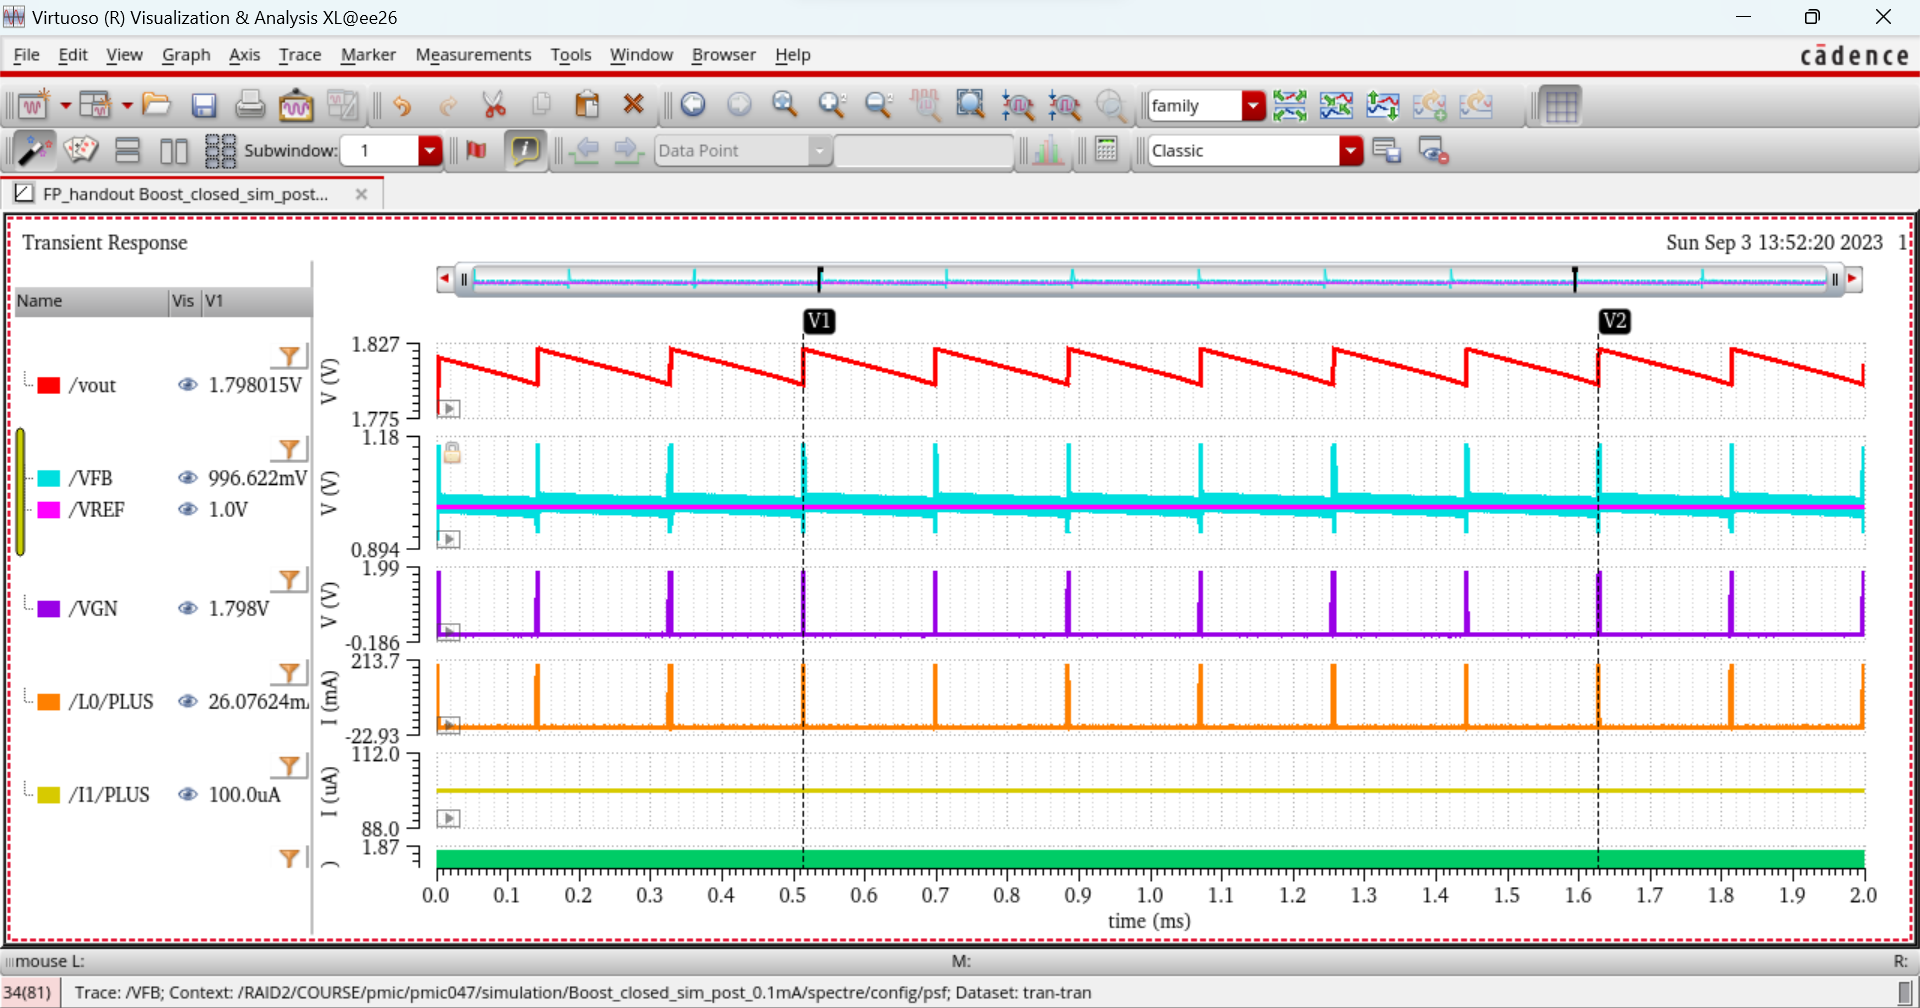 Virtuoso (R) Visualization & Analysis XL@ee26
File Edit View Graph Axis Trace Marker Measurements Tools Window Browser Help
cādence
family
Subwindow: 1
Data Point
Classic
FP_handout Boost_closed_sim_post...
Transient Response
Sun Sep 3 13:52:20 2023 1
Name Vis V1
V1
V2
/vout 1.798015V
V (V)
1.827
1.775
/VFB 996.622mV
/VREF 1.0V
V (V)
1.18
0.894
/VGN 1.798V
V (V)
1.99
-0.186
/L0/PLUS 26.07624m
I (mA)
213.7
-22.93
/I1/PLUS 100.0uA
I (uA)
112.0
88.0
1.87
)
0.0 0.1 0.2 0.3 0.4 0.5 0.6 0.7 0.8 0.9 1.0 1.1 1.2 1.3 1.4 1.5 1.6 1.7 1.8 1.9 2.0
time (ms)
mouse L: M: R:
34(81) Trace: /VFB; Context: /RAID2/COURSE/pmic/pmic047/simulation/Boost_closed_sim_post_0.1mA/spectre/config/psf; Dataset: tran-tran